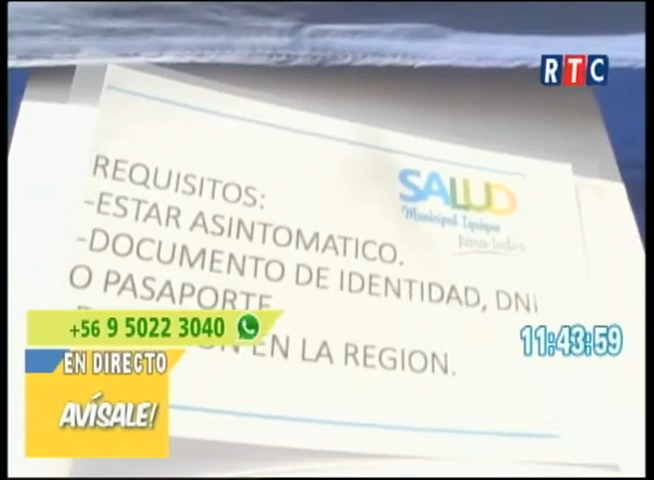 RTC
REQUISITOS:
-ESTAR ASINTOMATICO.
-DOCUMENTO DE IDENTIDAD, DNI
O PASAPORTE
EN LA REGION.
SALUD
Municipal Iquique
para todos
+56 9 5022 3040
EN DIRECTO
AVÍSALE!
11:43:59